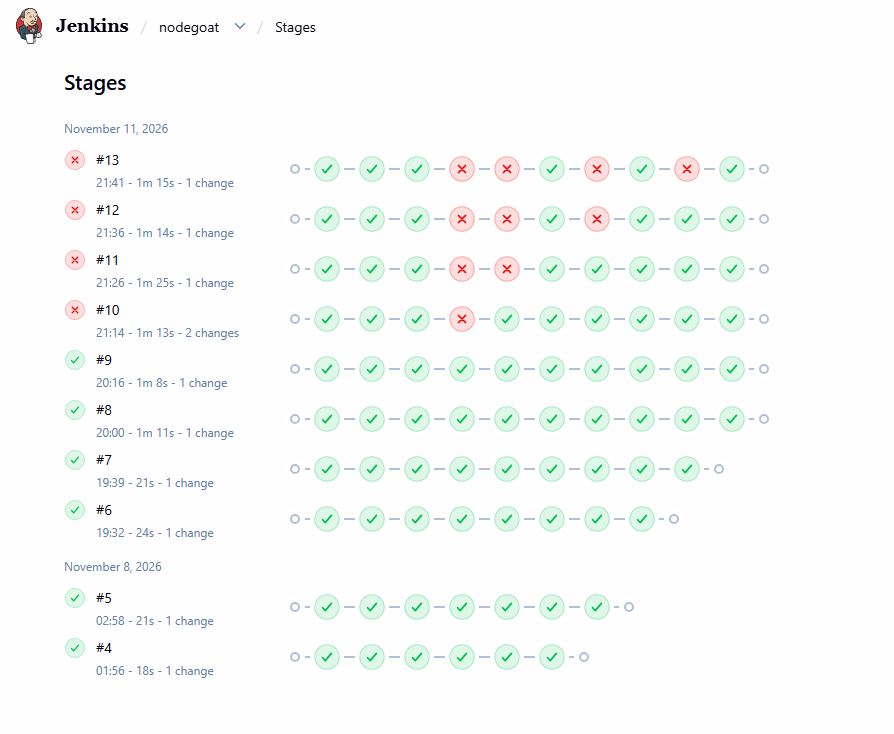 Jenkins / nodegoat / Stages
Stages
November 11, 2026
#13
21:41 - 1m 15s - 1 change
#12
21:36 - 1m 14s - 1 change
#11
21:26 - 1m 25s - 1 change
#10
21:14 - 1m 13s - 2 changes
#9
20:16 - 1m 8s - 1 change
#8
20:00 - 1m 11s - 1 change
#7
19:39 - 21s - 1 change
#6
19:32 - 24s - 1 change
November 8, 2026
#5
02:58 - 21s - 1 change
#4
01:56 - 18s - 1 change